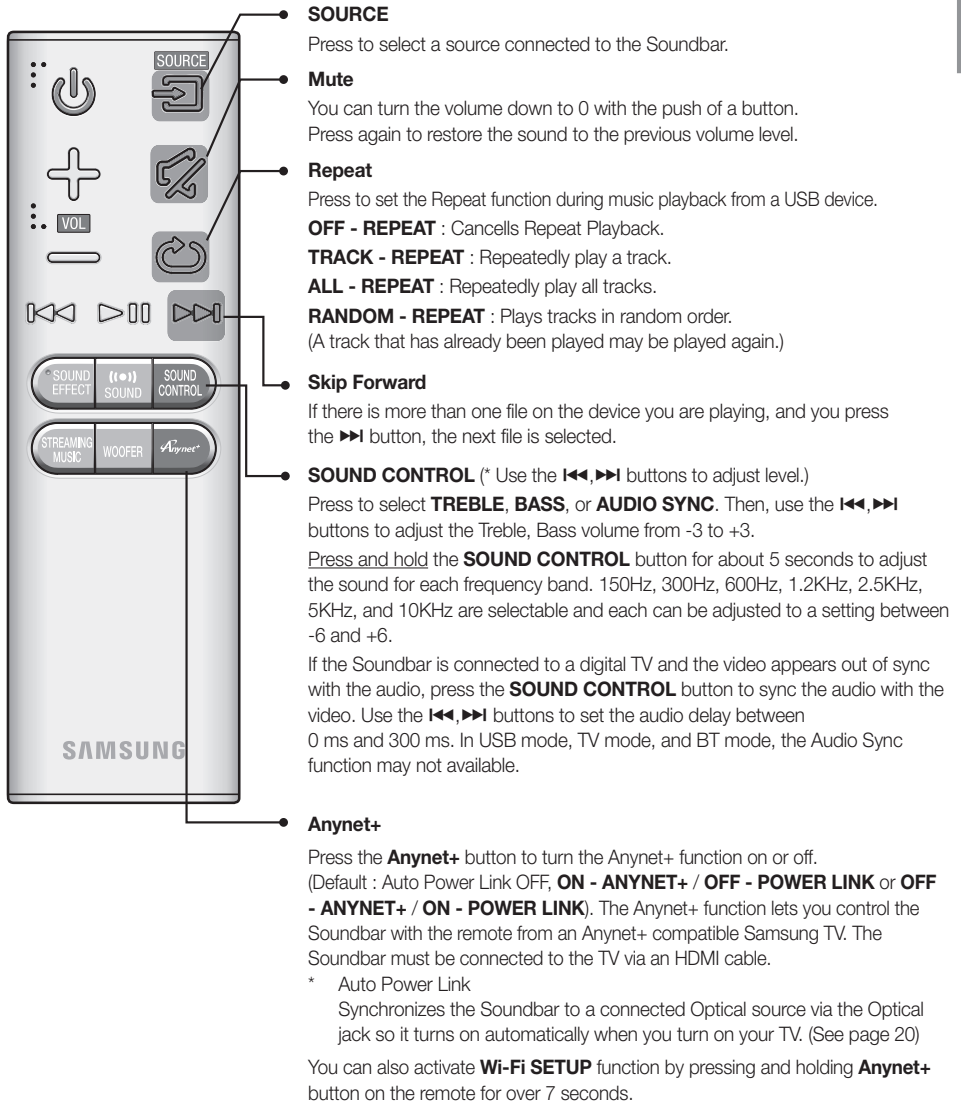 SOURCE
Press to select a source connected to the Soundbar.
Mute
You can turn the volume down to 0 with the push of a button.
Press again to restore the sound to the previous volume level.
Repeat
Press to set the Repeat function during music playback from a USB device.
OFF - REPEAT : Cancells Repeat Playback.
TRACK - REPEAT : Repeatedly play a track.
ALL - REPEAT : Repeatedly play all tracks.
RANDOM - REPEAT : Plays tracks in random order.
(A track that has already been played may be played again.)
Skip Forward
If there is more than one file on the device you are playing, and you press
the ►►I button, the next file is selected.
SOUND CONTROL (* Use the I◄◄,►►I buttons to adjust level.)
Press to select TREBLE, BASS, or AUDIO SYNC. Then, use the I◄◄,►►I
buttons to adjust the Treble, Bass volume from -3 to +3.
Press and hold the SOUND CONTROL button for about 5 seconds to adjust
the sound for each frequency band. 150Hz, 300Hz, 600Hz, 1.2KHz, 2.5KHz,
5KHz, and 10KHz are selectable and each can be adjusted to a setting between
-6 and +6.
If the Soundbar is connected to a digital TV and the video appears out of sync
with the audio, press the SOUND CONTROL button to sync the audio with the
video. Use the I◄◄,►►I buttons to set the audio delay between
0 ms and 300 ms. In USB mode, TV mode, and BT mode, the Audio Sync
function may not available.
Anynet+
Press the Anynet+ button to turn the Anynet+ function on or off.
(Default : Auto Power Link OFF, ON - ANYNET+ / OFF - POWER LINK or OFF
- ANYNET+ / ON - POWER LINK). The Anynet+ function lets you control the
Soundbar with the remote from an Anynet+ compatible Samsung TV. The
Soundbar must be connected to the TV via an HDMI cable.
* Auto Power Link
Synchronizes the Soundbar to a connected Optical source via the Optical
jack so it turns on automatically when you turn on your TV. (See page 20)
You can also activate Wi-Fi SETUP function by pressing and holding Anynet+
button on the remote for over 7 seconds.
SOURCE
VOL
SOUND
EFFECT
SOUND
SOUND
CONTROL
STREAMING
MUSIC
WOOFER
Anynet+
SAMSUNG